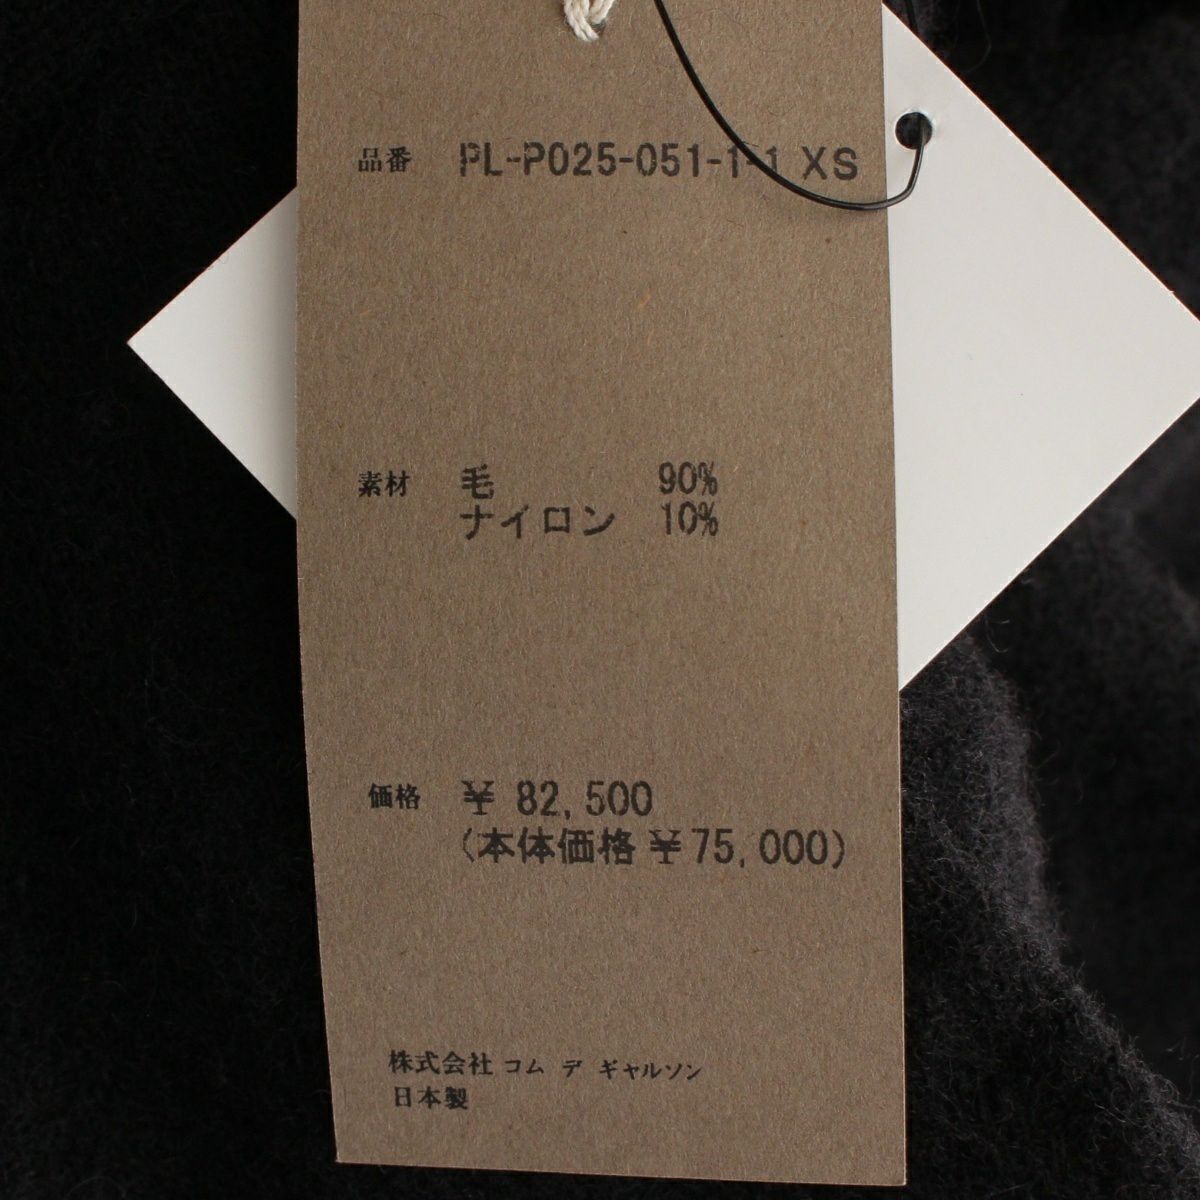 品番 PL-P025-051-1-1 XS
素材 毛 90%
ナイロン 10%
価格 ¥ 82,500
(本体価格 ¥75,000)
株式会社 コム デ ギャルソン
日本製